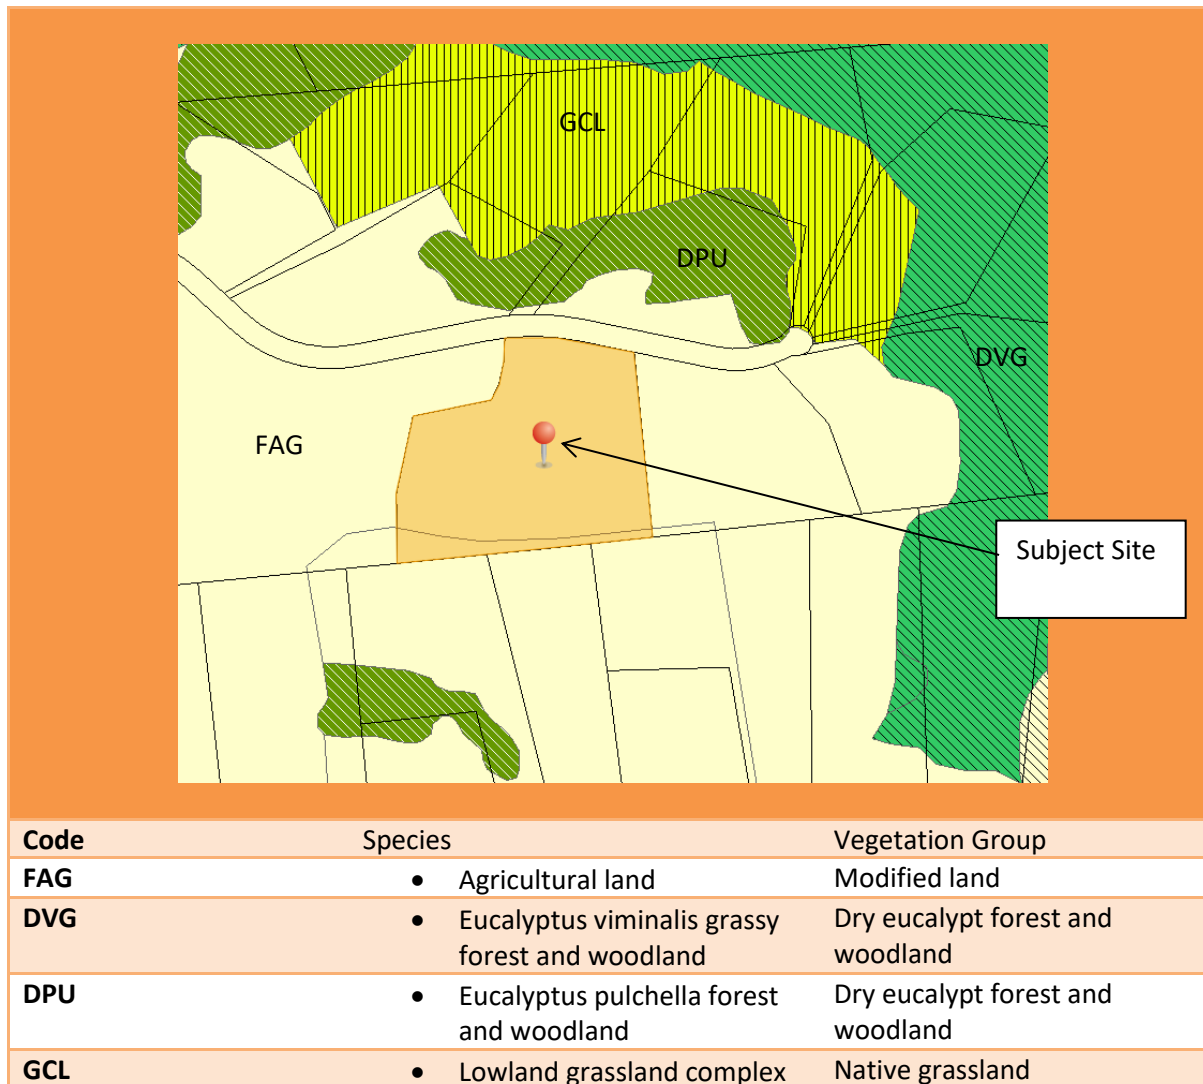 GCL
DPU
DVG
FAG
Subject Site
Code Species Vegetation Group
FAG • Agricultural land Modified land
DVG • Eucalyptus viminalis grassy Dry eucalypt forest and
forest and woodland woodland
DPU • Eucalyptus pulchella forest Dry eucalypt forest and
and woodland woodland
GCL • Lowland grassland complex Native grassland